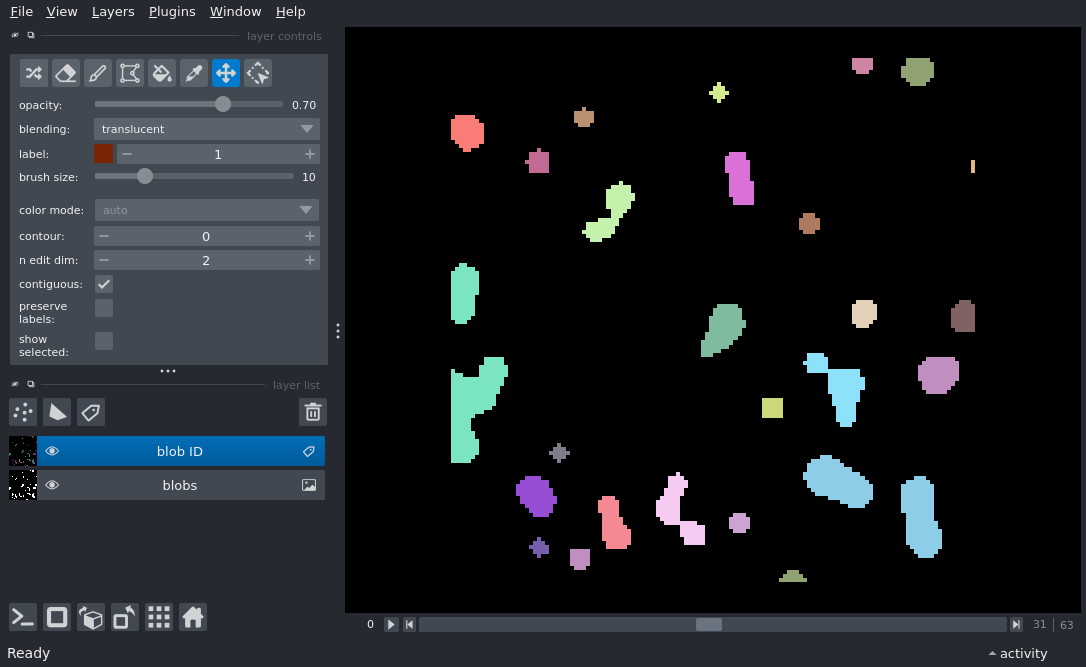 File View Layers Plugins Window Help
layer controls
opacity: 0.70
blending: translucent
label: 1
brush size: 10
color mode: auto
contour: 0
n edit dim: 2
contiguous:
preserve
labels:
show
selected:
layer list
blob ID
blobs
0 31 63
Ready activity